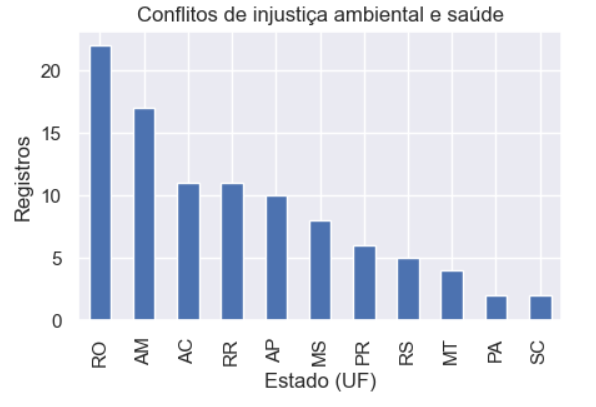 Conflitos de injustiça ambiental e saúde
Registros
20
15
10
5
0
RO AM AC RR AP MS PR RS MT PA SC
Estado (UF)